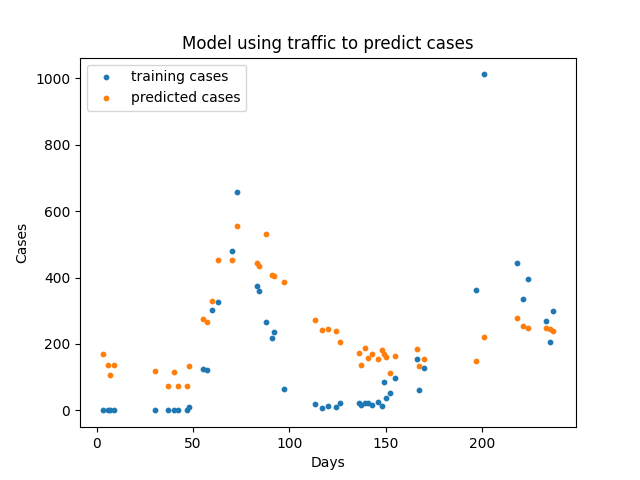 Model using traffic to predict cases
training cases
predicted cases
1000
800
600
400
200
0
Cases
0 50 100 150 200
Days